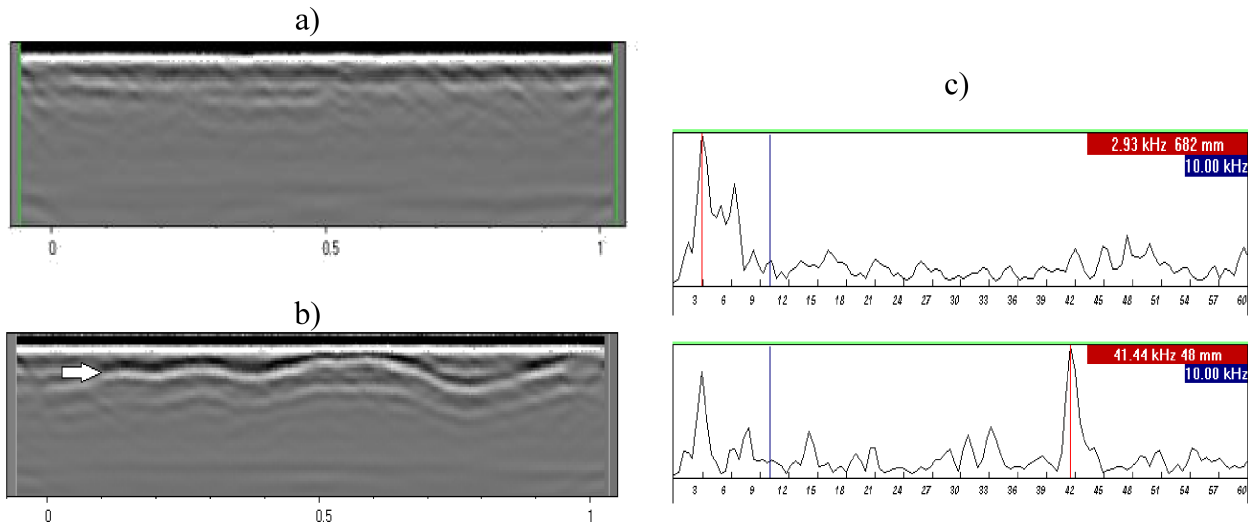 a)
0 0.5 1
b)
0 0.5 1
c)
2.93 kHz 682 mm
10.00 kHz
3 6 9 12 15 18 21 24 27 30 33 36 39 42 45 48 51 54 57 60
41.44 kHz 48 mm
10.00 kHz
3 6 9 12 15 18 21 24 27 30 33 36 39 42 45 48 51 54 57 60